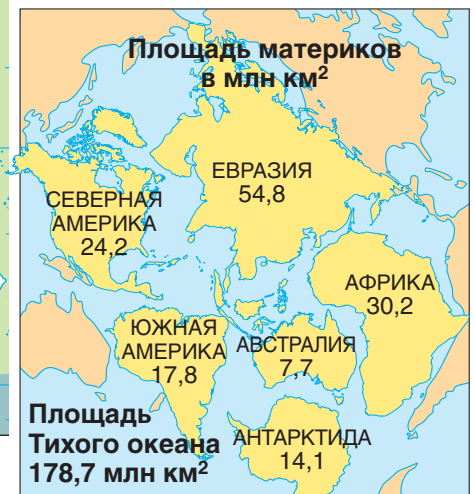 Площадь материков
в млн км²
ЕВРАЗИЯ
54,8
СЕВЕРНАЯ
АМЕРИКА
24,2
АФРИКА
30,2
ЮЖНАЯ
АМЕРИКА
17,8
АВСТРАЛИЯ
7,7
АНТАРКТИДА
14,1
Площадь
Тихого океана
178,7 млн км²